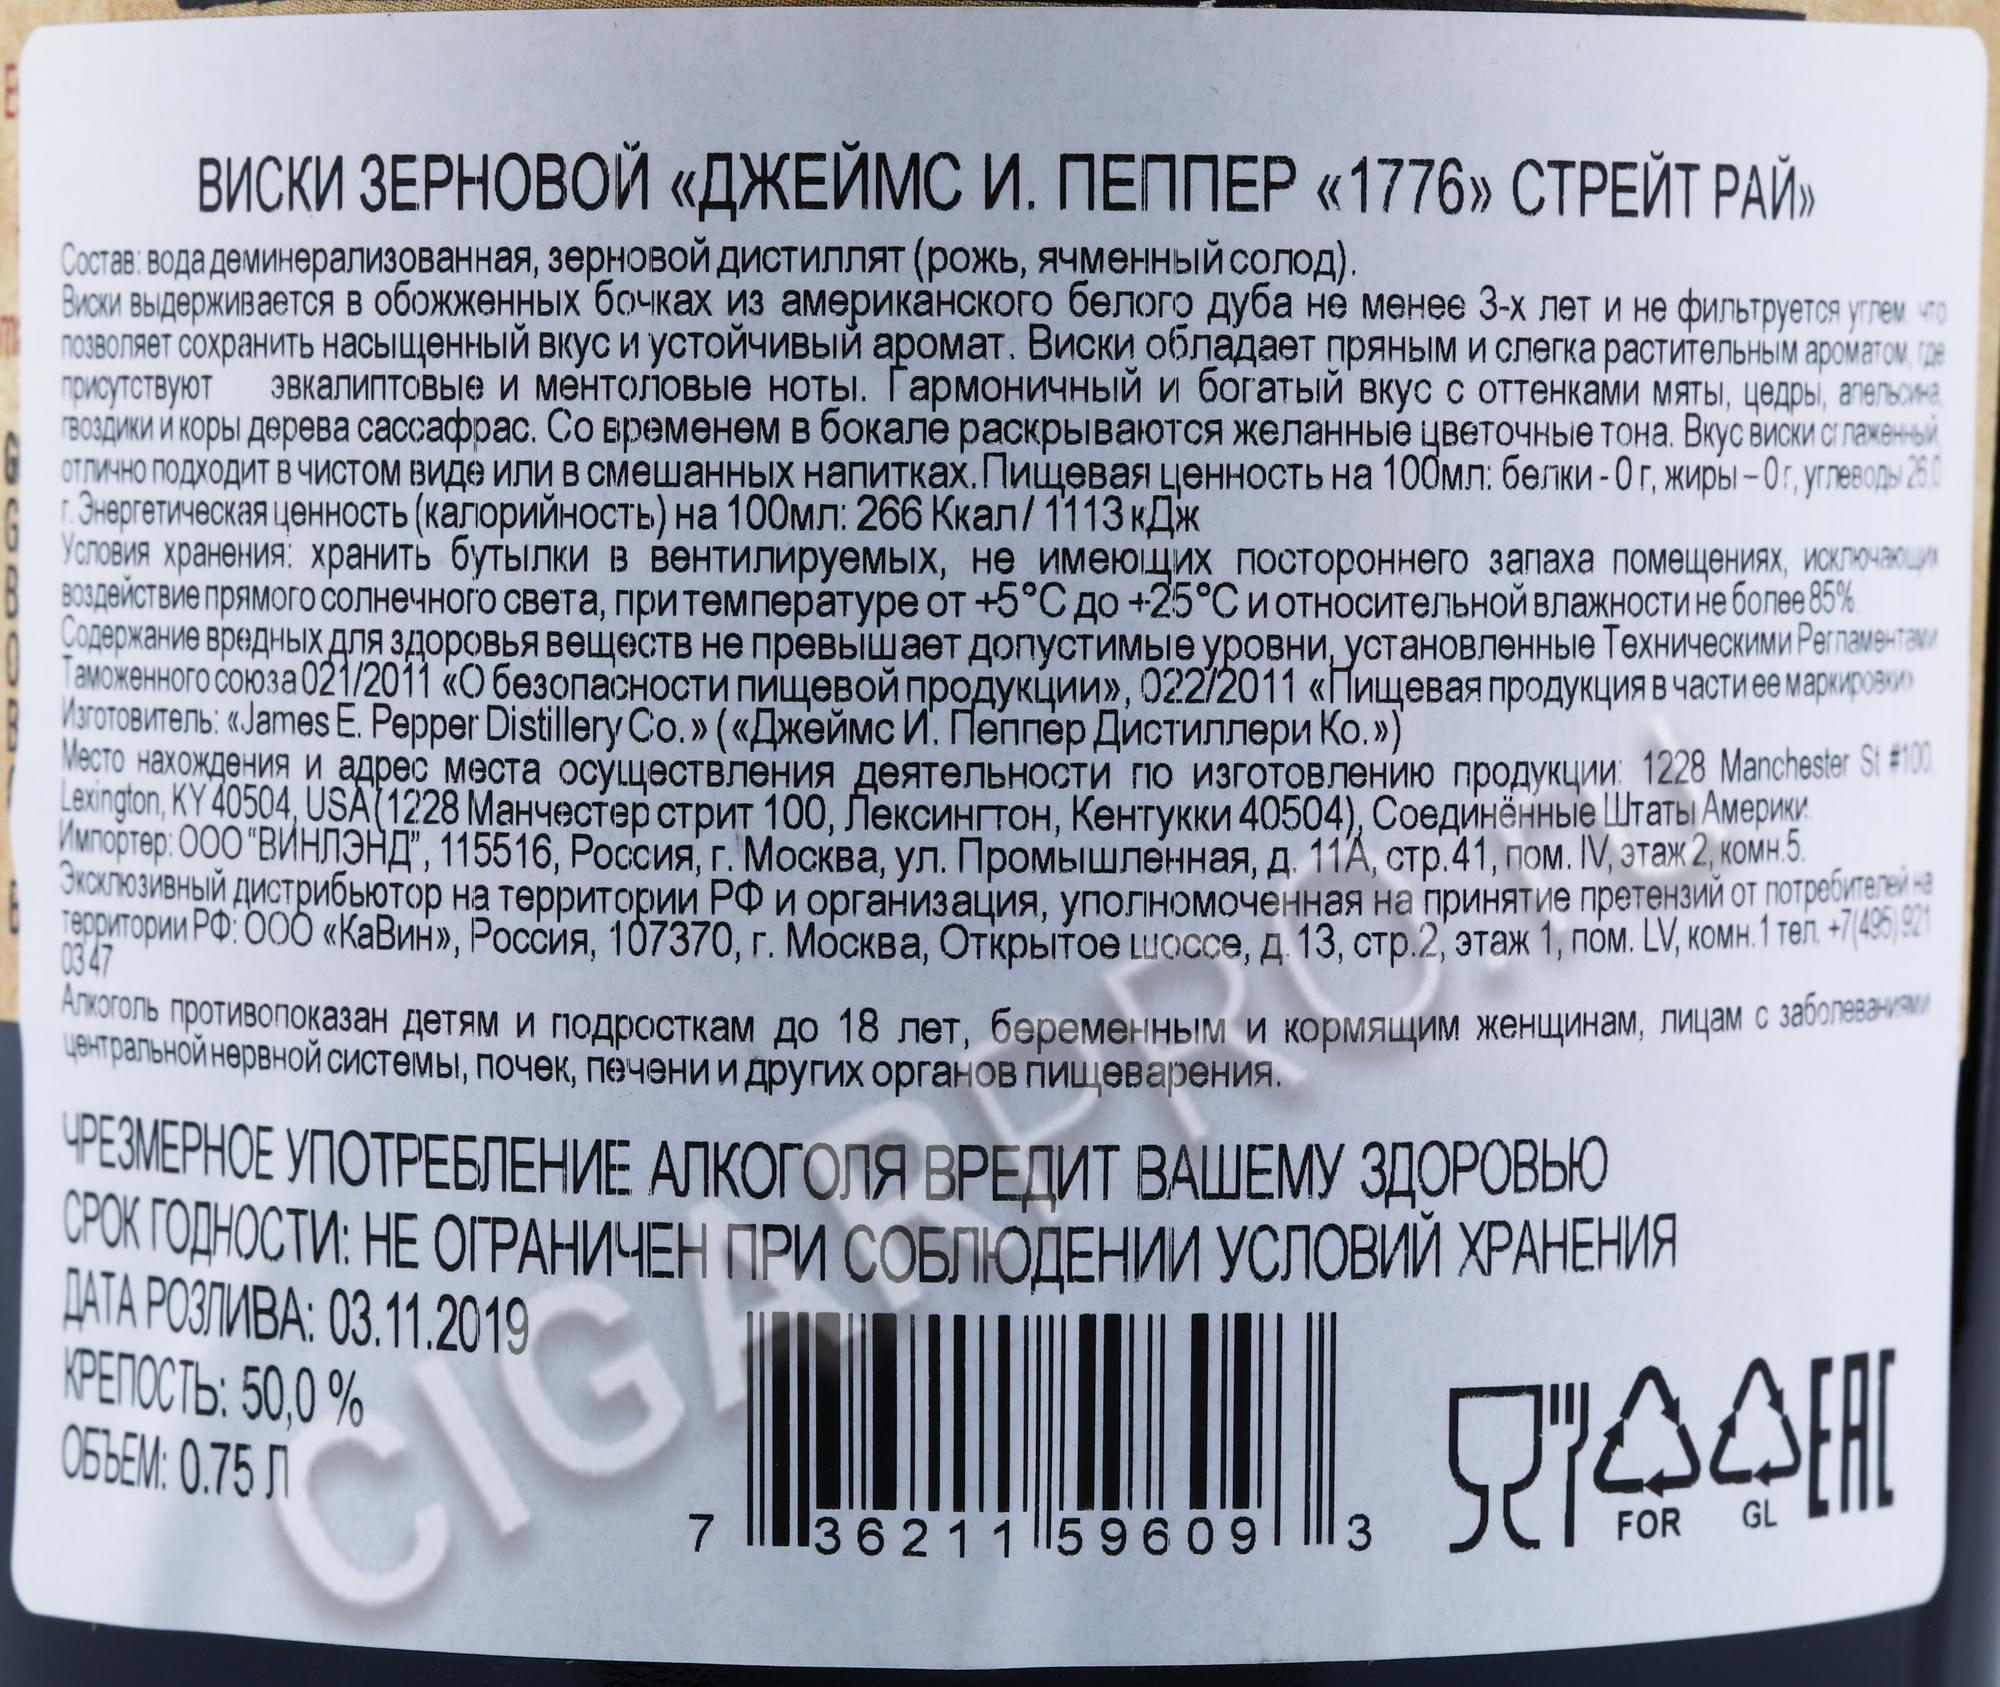 ВИСКИ ЗЕРНОВОЙ «ДЖЕЙМС И. ПЕППЕР «1776» СТРЕЙТ РАЙ»
Состав: вода деминерализованная, зерновой дистиллят (рожь, ячменный солод).
Виски выдерживается в обожженных бочках из американского белого дуба не менее 3-х лет и не фильтруется углем, что
позволяет сохранить насыщенный вкус и устойчивый аромат. Виски обладает пряным и слегка растительным ароматом, где
присутствуют эвкалиптовые и ментоловые ноты. Гармоничный и богатый вкус с оттенками мяты, цедры, апельсина,
гвоздики и коры дерева сассафрас. Со временем в бокале раскрываются желанные цветочные тона. Вкус виски сглаженный,
отлично подходит в чистом виде или в смешанных напитках. Пищевая ценность на 100мл: белки - 0 г, жиры – 0 г, углеводы 26,0
г. Энергетическая ценность (калорийность) на 100мл: 266 Ккал / 1113 кДж
Условия хранения: хранить бутылки в вентилируемых, не имеющих постороннего запаха помещениях, исключающих
воздействие прямого солнечного света, при температуре от +5°С до +25°С и относительной влажности не более 85%.
Содержание вредных для здоровья веществ не превышает допустимые уровни, установленные Техническими Регламентами
Таможенного союза 021/2011 «О безопасности пищевой продукции», 022/2011 «Пищевая продукция в части ее маркировки»
Изготовитель: «James E. Pepper Distillery Co.» («Джеймс И. Пеппер Дистиллери Ко.»)
Место нахождения и адрес места осуществления деятельности по изготовлению продукции: 1228 Manchester St #100,
Lexington, KY 40504, USA (1228 Манчестер стрит 100, Лексингтон, Кентукки 40504), Соединённые Штаты Америки.
Импортер: ООО "ВИНЛЭНД", 115516, Россия, г. Москва, ул. Промышленная, д. 11А, стр.41, пом. IV, этаж 2, комн.5.
Эксклюзивный дистрибьютор на территории РФ и организация, уполномоченная на принятие претензий от потребителей на
территории РФ: ООО «КаВин», Россия, 107370, г. Москва, Открытое шоссе, д. 13, стр.2, этаж 1, пом. LV, комн.1 тел. +7(495) 921
03 47
Алкоголь противопоказан детям и подросткам до 18 лет, беременным и кормящим женщинам, лицам с заболеваниями
центральной нервной системы, почек, печени и других органов пищеварения.
ЧРЕЗМЕРНОЕ УПОТРЕБЛЕНИЕ АЛКОГОЛЯ ВРЕДИТ ВАШЕМУ ЗДОРОВЬЮ
СРОК ГОДНОСТИ: НЕ ОГРАНИЧЕН ПРИ СОБЛЮДЕНИИ УСЛОВИЙ ХРАНЕНИЯ
ДАТА РОЗЛИВА: 03.11.2019
КРЕПОСТЬ: 50,0 %
ОБЪЕМ: 0.75 Л
7 36211 59609 3
FOR GL EAC
CIGARPRO.ru